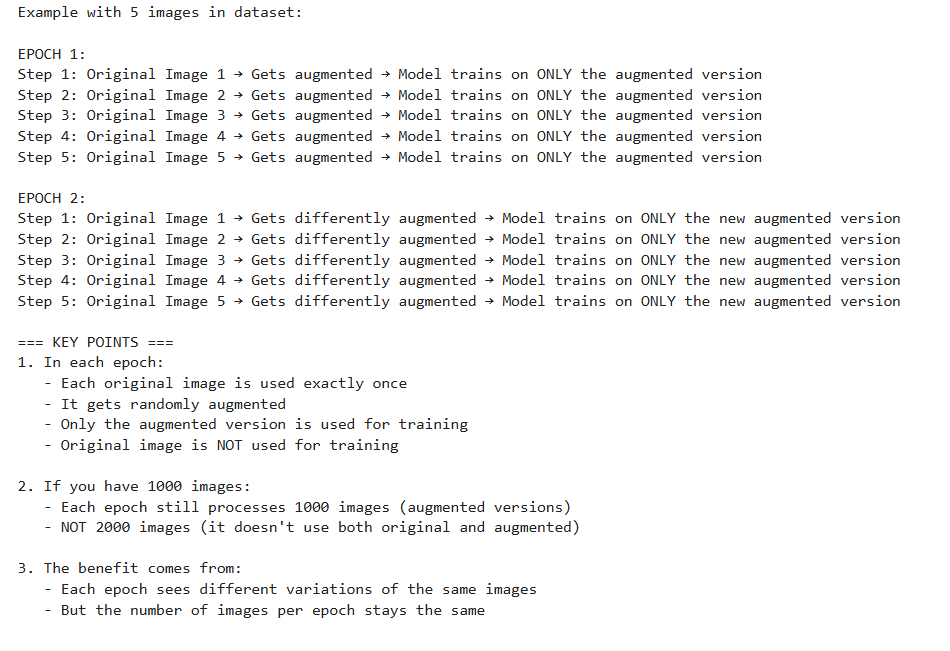 Example with 5 images in dataset:
EPOCH 1:
Step 1: Original Image 1 → Gets augmented → Model trains on ONLY the augmented version
Step 2: Original Image 2 → Gets augmented → Model trains on ONLY the augmented version
Step 3: Original Image 3 → Gets augmented → Model trains on ONLY the augmented version
Step 4: Original Image 4 → Gets augmented → Model trains on ONLY the augmented version
Step 5: Original Image 5 → Gets augmented → Model trains on ONLY the augmented version
EPOCH 2:
Step 1: Original Image 1 → Gets differently augmented → Model trains on ONLY the new augmented version
Step 2: Original Image 2 → Gets differently augmented → Model trains on ONLY the new augmented version
Step 3: Original Image 3 → Gets differently augmented → Model trains on ONLY the new augmented version
Step 4: Original Image 4 → Gets differently augmented → Model trains on ONLY the new augmented version
Step 5: Original Image 5 → Gets differently augmented → Model trains on ONLY the new augmented version
=== KEY POINTS ===
1. In each epoch:
- Each original image is used exactly once
- It gets randomly augmented
- Only the augmented version is used for training
- Original image is NOT used for training
2. If you have 1000 images:
- Each epoch still processes 1000 images (augmented versions)
- NOT 2000 images (it doesn't use both original and augmented)
3. The benefit comes from:
- Each epoch sees different variations of the same images
- But the number of images per epoch stays the same